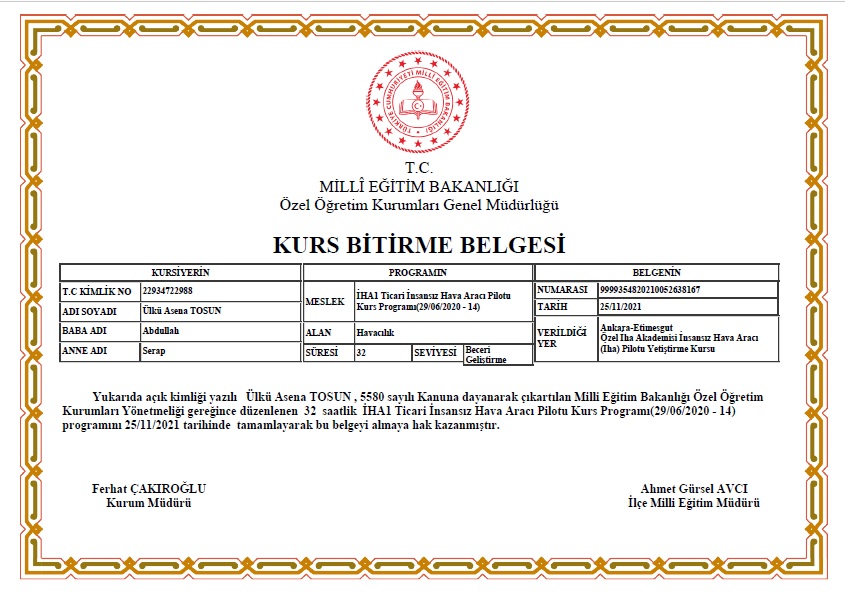 TÜRKİYE CUMHURİYETİ MİLLİ EĞİTİM BAKANLIĞI
T.C.
MİLLÎ EĞİTİM BAKANLIĞI
Özel Öğretim Kurumları Genel Müdürlüğü
KURS BİTİRME BELGESİ
KURSİYERİN
T.C KİMLİK NO 22934722988
ADI SOYADI Ülkü Asena TOSUN
BABA ADI Abdullah
ANNE ADI Serap
PROGRAMIN
MESLEK İHA1 Ticari İnsansız Hava Aracı Pilotu
Kurs Programı(29/06/2020 - 14)
ALAN Havacılık
SÜRESİ 32 SEVİYESİ Beceri
Geliştirme
BELGENİN
NUMARASI 9999354820210052638167
TARİH 25/11/2021
VERİLDİĞİ
YER
Ankara-Etimesgut
Özel Iha Akademisi İnsansız Hava Aracı
(Iha) Pilotu Yetiştirme Kursu
Yukarıda açık kimliği yazılı Ülkü Asena TOSUN , 5580 sayılı Kanuna dayanarak çıkartılan Milli Eğitim Bakanlığı Özel Öğretim
Kurumları Yönetmeliği gereğince düzenlenen 32 saatlik İHA1 Ticari İnsansız Hava Aracı Pilotu Kurs Programı(29/06/2020 - 14)
programını 25/11/2021 tarihinde tamamlayarak bu belgeyi almaya hak kazanmıştır.
Ferhat ÇAKIROĞLU
Kurum Müdürü
Ahmet Gürsel AVCI
İlçe Milli Eğitim Müdürü